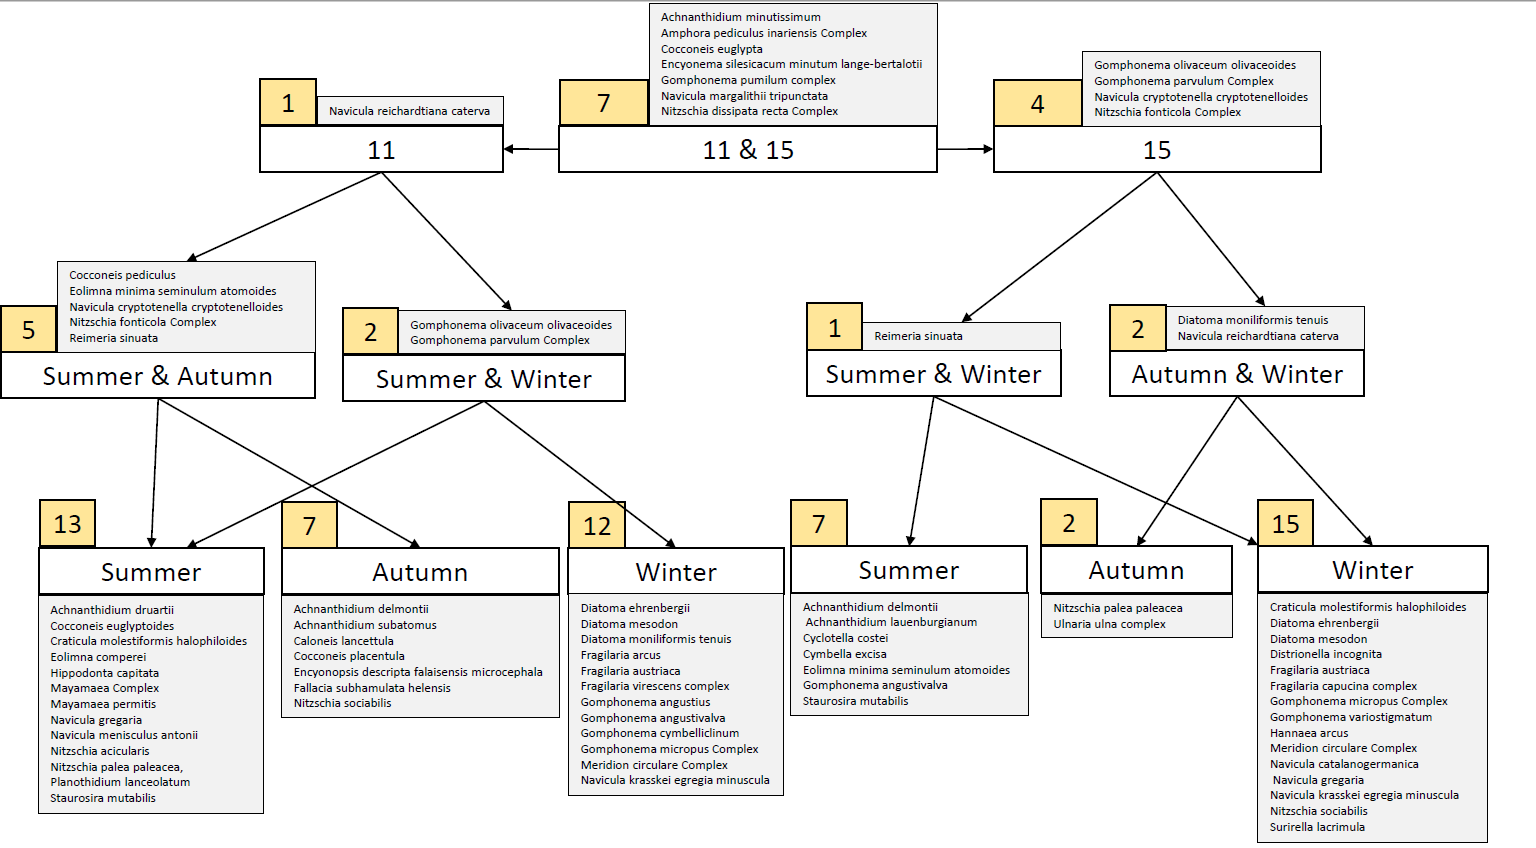 Achnanthidium minutissimum
Amphora pediculus inariensis Complex
Cocconeis euglypta
Encyonema silesicacum minutum lange-bertalotii
Gomphonema pumilum complex
Navicula margalithii tripunctata
Nitzschia dissipata recta Complex
7
11 & 15
1
Navicula reichardtiana caterva
11
4
Gomphonema olivaceum olivaceoides
Gomphonema parvulum Complex
Navicula cryptotenella cryptotenelloides
Nitzschia fonticola Complex
15
5
Cocconeis pediculus
Eolimna minima seminulum atomoides
Navicula cryptotenella cryptotenelloides
Nitzschia fonticola Complex
Reimeria sinuata
Summer & Autumn
2
Gomphonema olivaceum olivaceoides
Gomphonema parvulum Complex
Summer & Winter
1
Reimeria sinuata
Summer & Winter
2
Diatoma moniliformis tenuis
Navicula reichardtiana caterva
Autumn & Winter
13
Summer
Achnanthidium druartii
Cocconeis euglyptoides
Craticula molestiformis halophiloides
Eolimna comperei
Hippodonta capitata
Mayamaea Complex
Mayamaea permitis
Navicula gregaria
Navicula menisculus antonii
Nitzschia acicularis
Nitzschia palea paleacea,
Planothidium lanceolatum
Staurosira mutabilis
7
Autumn
Achnanthidium delmontii
Achnanthidium subatomus
Caloneis lancettula
Cocconeis placentula
Encyonopsis descripta falaisensis microcephala
Fallacia subhamulata helensis
Nitzschia sociabilis
12
Winter
Diatoma ehrenbergii
Diatoma mesodon
Diatoma moniliformis tenuis
Fragilaria arcus
Fragilaria austriaca
Fragilaria virescens complex
Gomphonema angustius
Gomphonema angustivalva
Gomphonema cymbelliclinum
Gomphonema micropus Complex
Meridion circulare Complex
Navicula krasskei egregia minuscula
7
Summer
Achnanthidium delmontii
Achnanthidium lauenburgianum
Cyclotella costei
Cymbella excisa
Eolimna minima seminulum atomoides
Gomphonema angustivalva
Staurosira mutabilis
2
Autumn
Nitzschia palea paleacea
Ulnaria ulna complex
15
Winter
Craticula molestiformis halophiloides
Diatoma ehrenbergii
Diatoma mesodon
Distrionella incognita
Fragilaria austriaca
Fragilaria capucina complex
Gomphonema micropus Complex
Gomphonema variostigmatum
Hannaea arcus
Meridion circulare Complex
Navicula catalanogermanica
Navicula gregaria
Navicula krasskei egregia minuscula
Nitzschia sociabilis
Surirella lacrimula